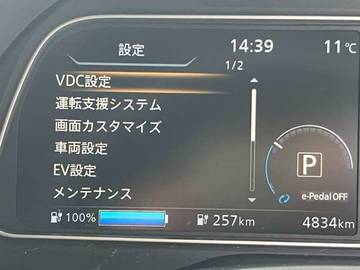 設定 14:39 11℃
1/2
VDC設定
運転支援システム
画面カスタマイズ
車両設定
EV設定
メンテナンス
P
e-Pedal OFF
100% 257km 4834km